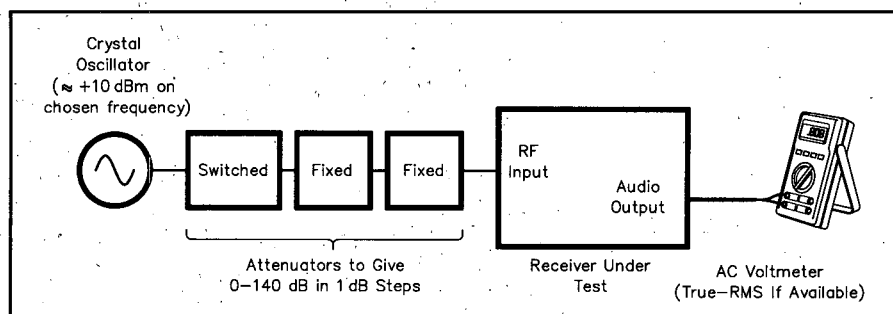 Crystal
Oscillator
(≈ +10 dBm on
chosen frequency)
Switched
Fixed
Fixed
RF
Input
Audio
Output
Attenuators to Give
0–140 dB in 1 dB Steps
Receiver Under
Test
AC Voltmeter
(True–RMS If Available)